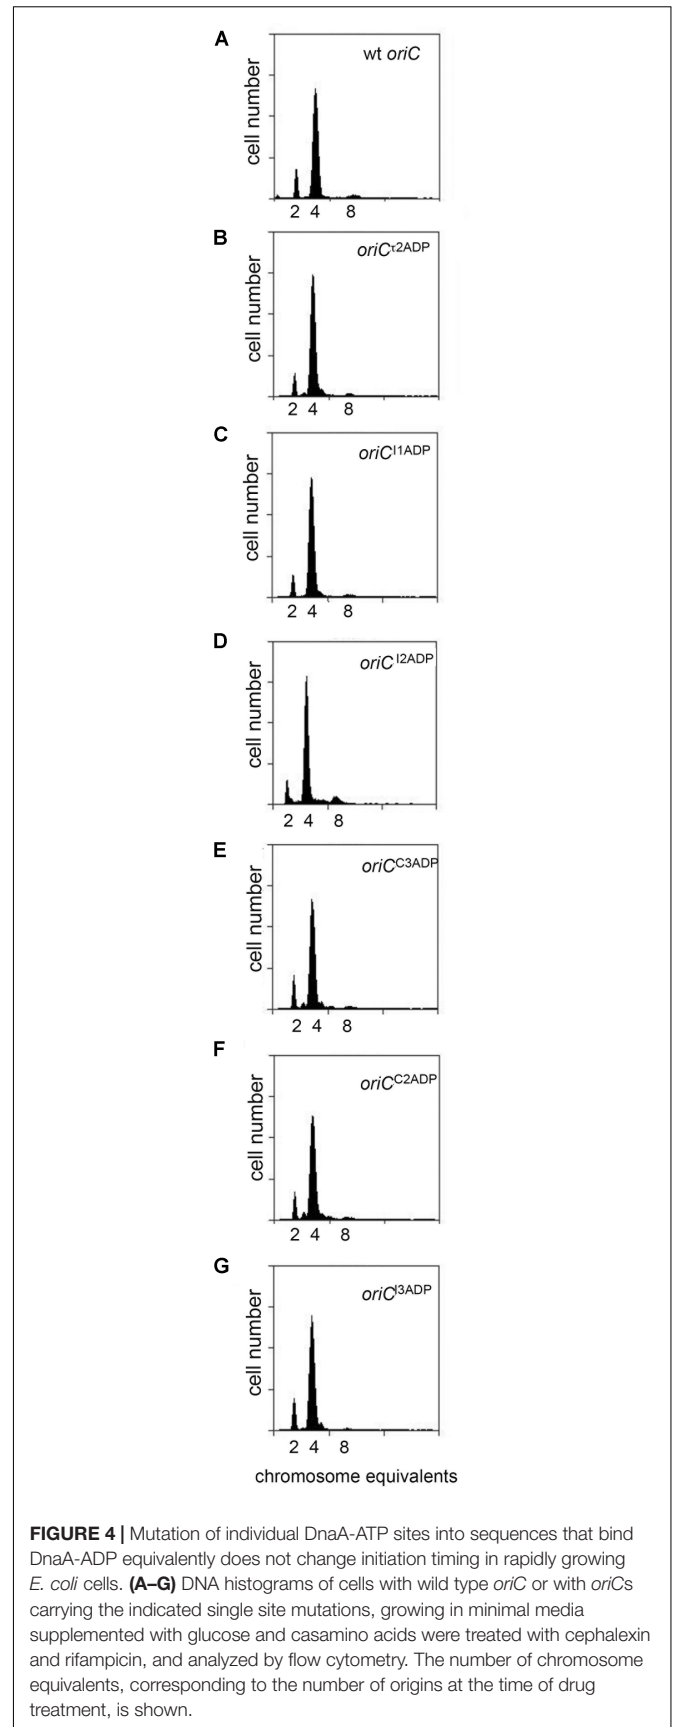 A
wt oriC
cell number
2 4 8
B
oriCτ2ADP
cell number
2 4 8
C
oriCI1ADP
cell number
2 4 8
D
oriC I2ADP
cell number
2 4 8
E
oriCC3ADP
cell number
2 4 8
F
oriCC2ADP
cell number
2 4 8
G
oriCI3ADP
cell number
2 4 8
chromosome equivalents
FIGURE 4 | Mutation of individual DnaA-ATP sites into sequences that bind
DnaA-ADP equivalently does not change initiation timing in rapidly growing
E. coli cells. (A–G) DNA histograms of cells with wild type oriC or with oriCs
carrying the indicated single site mutations, growing in minimal media
supplemented with glucose and casamino acids were treated with cephalexin
and rifampicin, and analyzed by flow cytometry. The number of chromosome
equivalents, corresponding to the number of origins at the time of drug
treatment, is shown.